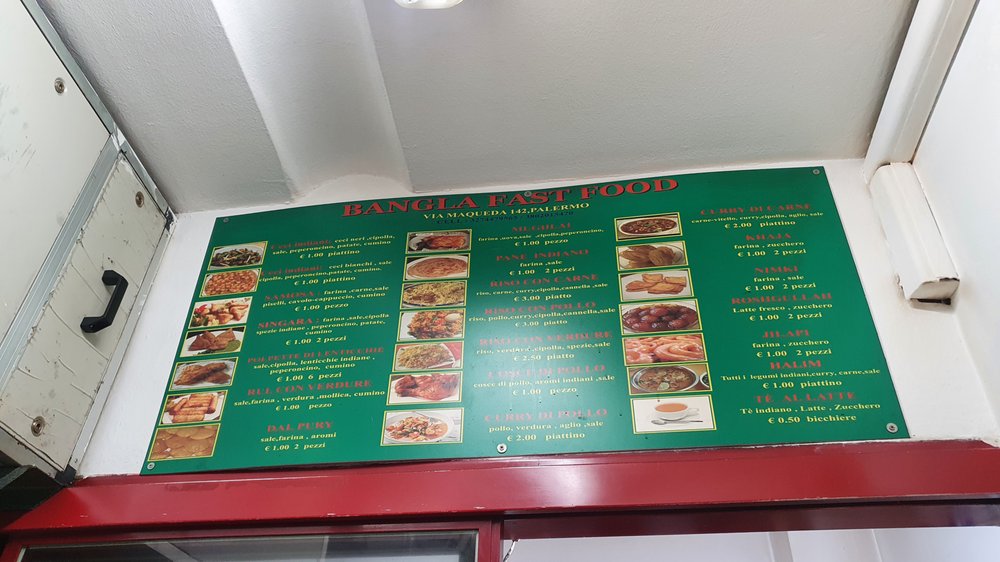 BANGLA FAST FOOD
VIA MAQUEDA 142,PALERMO
CELL
Ceci indiani: ceci neri ,cipolla,
sale, peperoncino, patate, cumino
€ 1.00 piattino
Ceci indiani: ceci bianchi , sale
cipolla, peperoncino,patate, cumino.
€ 1.00 piattino
SAMOSA : farina ,carne,sale
piselli, cavolo-cappuccio, cumino
€ 1.00 pezzo
SINGARA : farina ,sale,cipolla
spezie indiane , peperoncino, patate,
cumino
€ 1.00 2 pezzi
POLPETTE DI LENTICCHIE
sale,cipolla, lenticchie indiane ,
peperoncino, cumino
€ 1.00 6 pezzi
ROLL CON VERDURE
sale,farina , verdura ,mollica, cumino
€ 1.00 pezzo
DAL PURY
sale,farina , aromi
€ 1.00 2 pezzi
farina ,uova,sale ,cipolla,peperoncino,
€ 1.00 pezzo
PANE INDIANO
farina ,sale
€ 1.00 2 pezzi
RISO CON CARNE
riso, carne, curry,cipolla,cannella ,sale
€ 3.00 piatto
RISO CON POLLO
riso, pollo,curry,cipolla,cannella,sale
€ 3.00 piatto
RISO CON VERDURE
riso, verdura ,cipolla, spezie,sale
€ 2.50 piatto
COSCE DI POLLO
cosce di pollo, aromi indiani ,sale
€ 1.00 pezzo
CURRY DI POLLO
pollo, verdura , aglio ,sale
€ 2.00 piattino
CURRY DI CARNE
carne-vitello, curry,cipolla, aglio, sale
€ 2.00 piattino
KHAJA
farina , zucchero
€ 1.00 2 pezzi
NIMKI
farina , sale
€ 1.00 2 pezzi
ROSHGULLAH
Latte fresco , zucchero
€ 1.00 2 pezzi
JILAPI
farina , zucchero
€ 1.00 2 pezzi
HALIM
Tutti i legumi indiani,curry, carne,sale
€ 1.00 piattino
TÈ AL LATTE
Tè indiano , Latte , Zucchero
€ 0.50 bicchiere